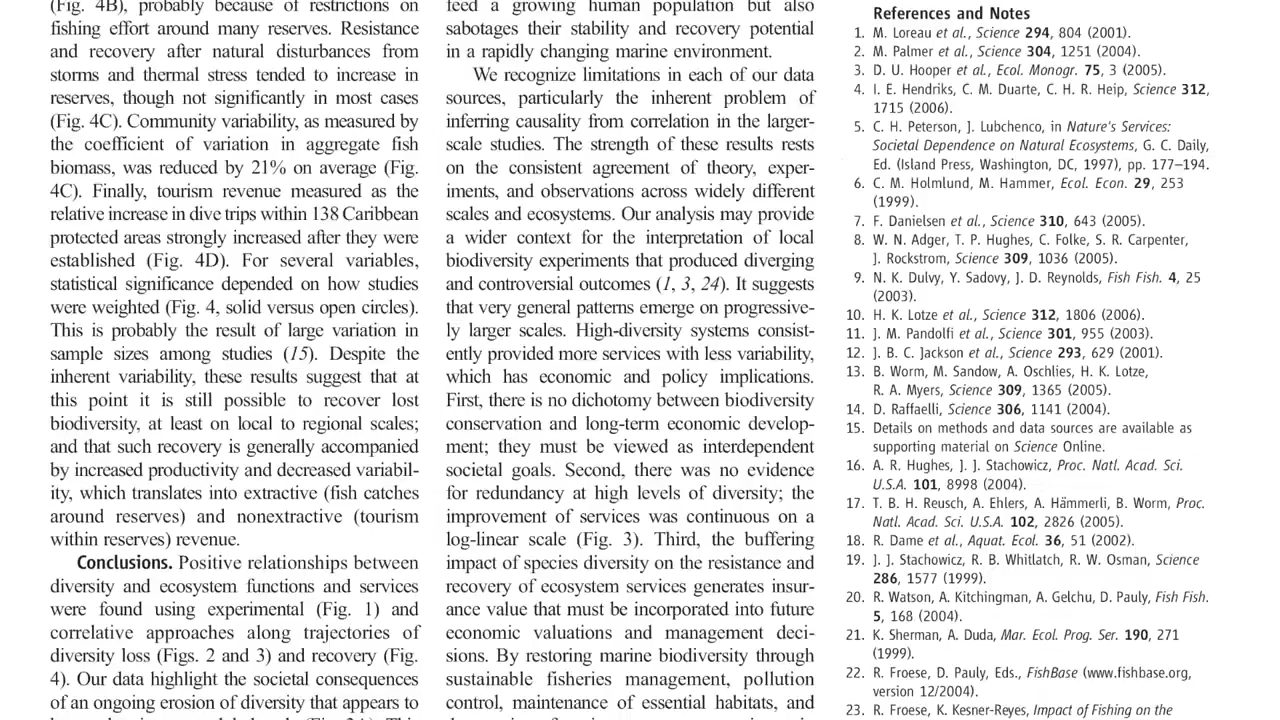 (Fig. 4B), probably because of restrictions on
fishing effort around many reserves. Resistance
and recovery after natural disturbances from
storms and thermal stress tended to increase in
reserves, though not significantly in most cases
(Fig. 4C). Community variability, as measured by
the coefficient of variation in aggregate fish
biomass, was reduced by 21% on average (Fig.
4C). Finally, tourism revenue measured as the
relative increase in dive trips within 138 Caribbean
protected areas strongly increased after they were
established (Fig. 4D). For several variables,
statistical significance depended on how studies
were weighted (Fig. 4, solid versus open circles).
This is probably the result of large variation in
sample sizes among studies (15). Despite the
inherent variability, these results suggest that at
this point it is still possible to recover lost
biodiversity, at least on local to regional scales;
and that such recovery is generally accompanied
by increased productivity and decreased variabil-
ity, which translates into extractive (fish catches
around reserves) and nonextractive (tourism
within reserves) revenue.
Conclusions. Positive relationships between
diversity and ecosystem functions and services
were found using experimental (Fig. 1) and
correlative approaches along trajectories of
diversity loss (Figs. 2 and 3) and recovery (Fig.
4). Our data highlight the societal consequences
of an ongoing erosion of diversity that appears to
feed a growing human population but also
sabotages their stability and recovery potential
in a rapidly changing marine environment.
We recognize limitations in each of our data
sources, particularly the inherent problem of
inferring causality from correlation in the larger-
scale studies. The strength of these results rests
on the consistent agreement of theory, exper-
iments, and observations across widely different
scales and ecosystems. Our analysis may provide
a wider context for the interpretation of local
biodiversity experiments that produced diverging
and controversial outcomes (1, 3, 24). It suggests
that very general patterns emerge on progressive-
ly larger scales. High-diversity systems consist-
ently provided more services with less variability,
which has economic and policy implications.
First, there is no dichotomy between biodiversity
conservation and long-term economic develop-
ment; they must be viewed as interdependent
societal goals. Second, there was no evidence
for redundancy at high levels of diversity; the
improvement of services was continuous on a
log-linear scale (Fig. 3). Third, the buffering
impact of species diversity on the resistance and
recovery of ecosystem services generates insur-
ance value that must be incorporated into future
economic valuations and management deci-
sions. By restoring marine biodiversity through
sustainable fisheries management, pollution
control, maintenance of essential habitats, and
References and Notes
1. M. Loreau et al., Science 294, 804 (2001).
2. M. Palmer et al., Science 304, 1251 (2004).
3. D. U. Hooper et al., Ecol. Monogr. 75, 3 (2005).
4. I. E. Hendriks, C. M. Duarte, C. H. R. Heip, Science 312,
1715 (2006).
5. C. H. Peterson, J. Lubchenco, in Nature's Services:
Societal Dependence on Natural Ecosystems, G. C. Daily,
Ed. (Island Press, Washington, DC, 1997), pp. 177–194.
6. C. M. Holmlund, M. Hammer, Ecol. Econ. 29, 253
(1999).
7. F. Danielsen et al., Science 310, 643 (2005).
8. W. N. Adger, T. P. Hughes, C. Folke, S. R. Carpenter,
J. Rockstrom, Science 309, 1036 (2005).
9. N. K. Dulvy, Y. Sadovy, J. D. Reynolds, Fish Fish. 4, 25
(2003).
10. H. K. Lotze et al., Science 312, 1806 (2006).
11. J. M. Pandolfi et al., Science 301, 955 (2003).
12. J. B. C. Jackson et al., Science 293, 629 (2001).
13. B. Worm, M. Sandow, A. Oschlies, H. K. Lotze,
R. A. Myers, Science 309, 1365 (2005).
14. D. Raffaelli, Science 306, 1141 (2004).
15. Details on methods and data sources are available as
supporting material on Science Online.
16. A. R. Hughes, J. J. Stachowicz, Proc. Natl. Acad. Sci.
U.S.A. 101, 8998 (2004).
17. T. B. H. Reusch, A. Ehlers, A. Hämmerli, B. Worm, Proc.
Natl. Acad. Sci. U.S.A. 102, 2826 (2005).
18. R. Dame et al., Aquat. Ecol. 36, 51 (2002).
19. J. J. Stachowicz, R. B. Whitlatch, R. W. Osman, Science
286, 1577 (1999).
20. R. Watson, A. Kitchingman, A. Gelchu, D. Pauly, Fish Fish.
5, 168 (2004).
21. K. Sherman, A. Duda, Mar. Ecol. Prog. Ser. 190, 271
(1999).
22. R. Froese, D. Pauly, Eds., FishBase (www.fishbase.org,
version 12/2004).
23. R. Froese, K. Kesner-Reyes, Impact of Fishing on the